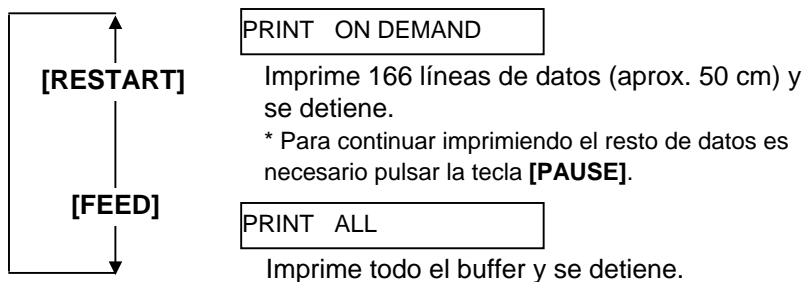 PRINT ON DEMAND
[RESTART]
Imprime 166 líneas de datos (aprox. 50 cm) y
se detiene.
* Para continuar imprimiendo el resto de datos es
necesario pulsar la tecla [PAUSE].
[FEED]
PRINT ALL
Imprime todo el buffer y se detiene.